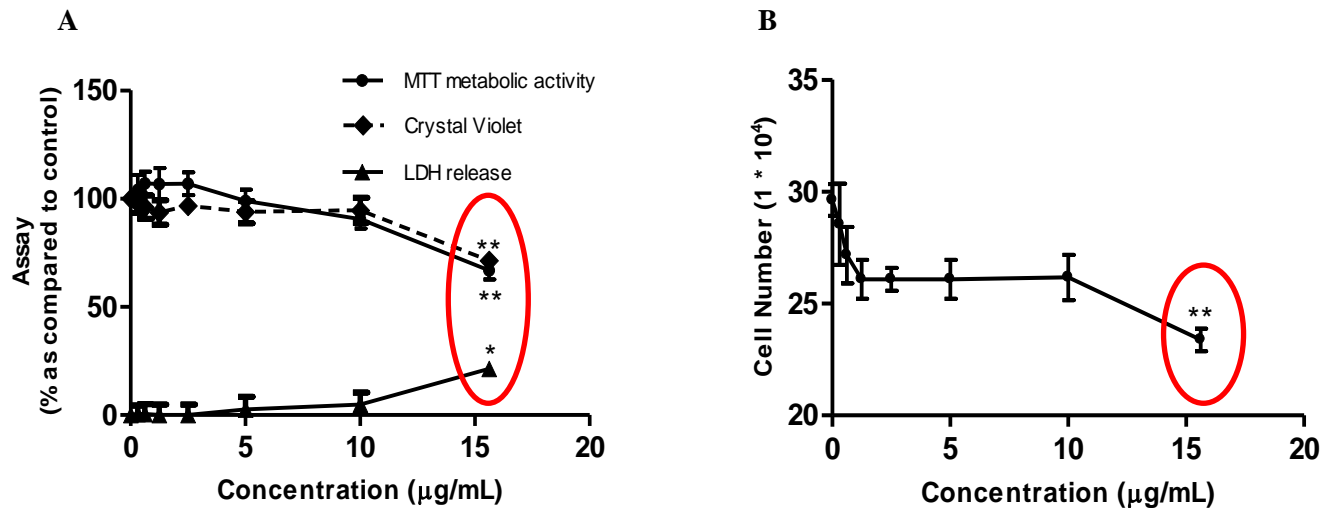 A
MTT metabolic activity
Crystal Violet
LDH release
Assay
(% as compared to control)
150
100
50
0
**
**
*
0 5 10 15 20
Concentration (μg/mL)
B
Cell Number (1 * 10⁴)
35
30
25
20
**
0 5 10 15 20
Concentration (μg/mL)